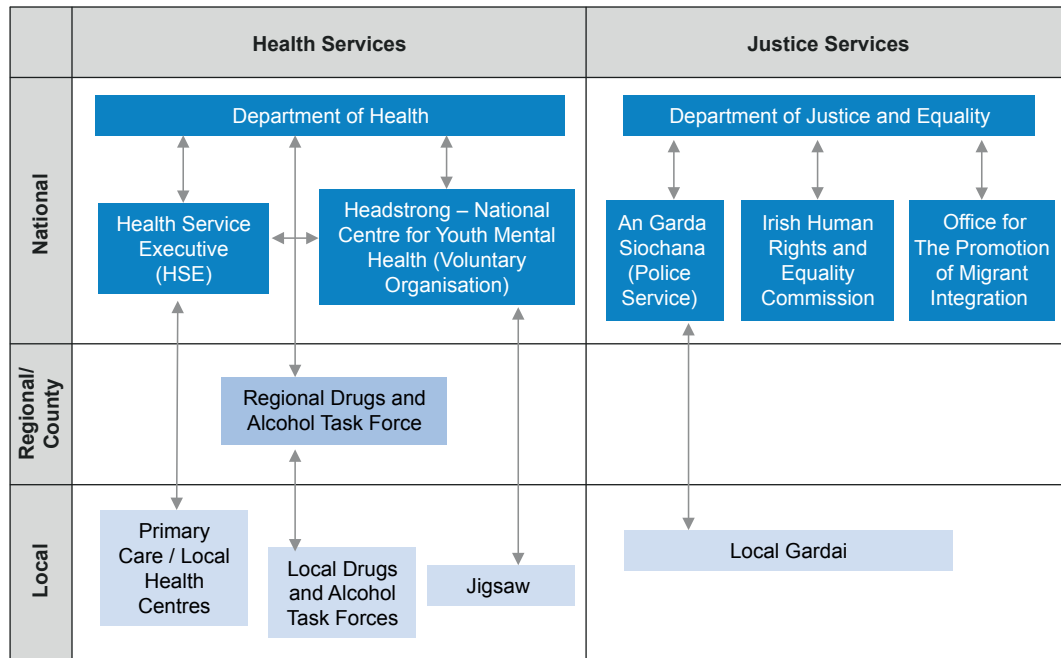 Health Services
Justice Services
National
Department of Health
Department of Justice and Equality
Health Service
Executive
(HSE)
Headstrong – National
Centre for Youth Mental
Health (Voluntary
Organisation)
An Garda
Siochana
(Police
Service)
Irish Human
Rights and
Equality
Commission
Office for
The Promotion
of Migrant
Integration
Regional/
County
Regional Drugs and
Alcohol Task Force
Local
Primary
Care / Local
Health
Centres
Local Drugs
and Alcohol
Task Forces
Jigsaw
Local Gardai